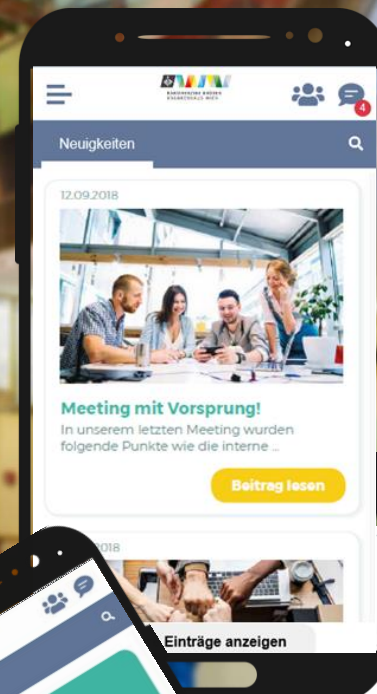 4
Neuigkeiten
12.09.2018
Meeting mit Vorsprung!
In unserem letzten Meeting wurden
folgende Punkte wie die interne ...
Beitrag lesen
2018
Einträge anzeigen